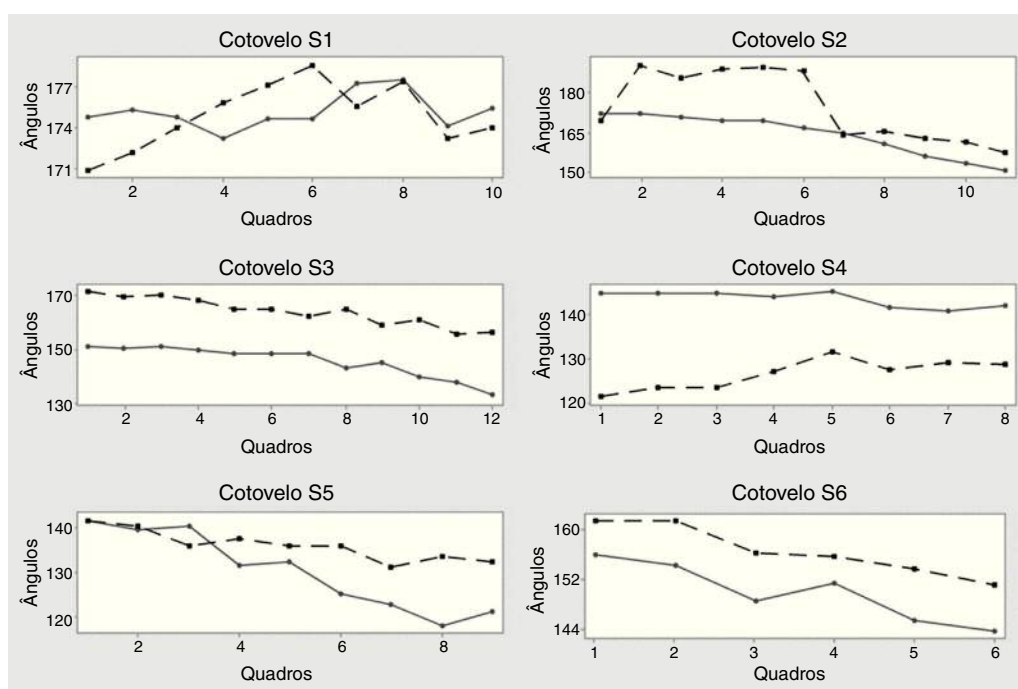 Cotovelo S1
Ângulos
177
174
171
2 4 6 8 10
Quadros
Cotovelo S2
Ângulos
180
165
150
2 4 6 8 10
Quadros
Cotovelo S3
Ângulos
170
150
130
2 4 6 8 10 12
Quadros
Cotovelo S4
Ângulos
140
130
120
1 2 3 4 5 6 7 8
Quadros
Cotovelo S5
Ângulos
140
130
120
2 4 6 8
Quadros
Cotovelo S6
Ângulos
160
152
144
1 2 3 4 5 6
Quadros